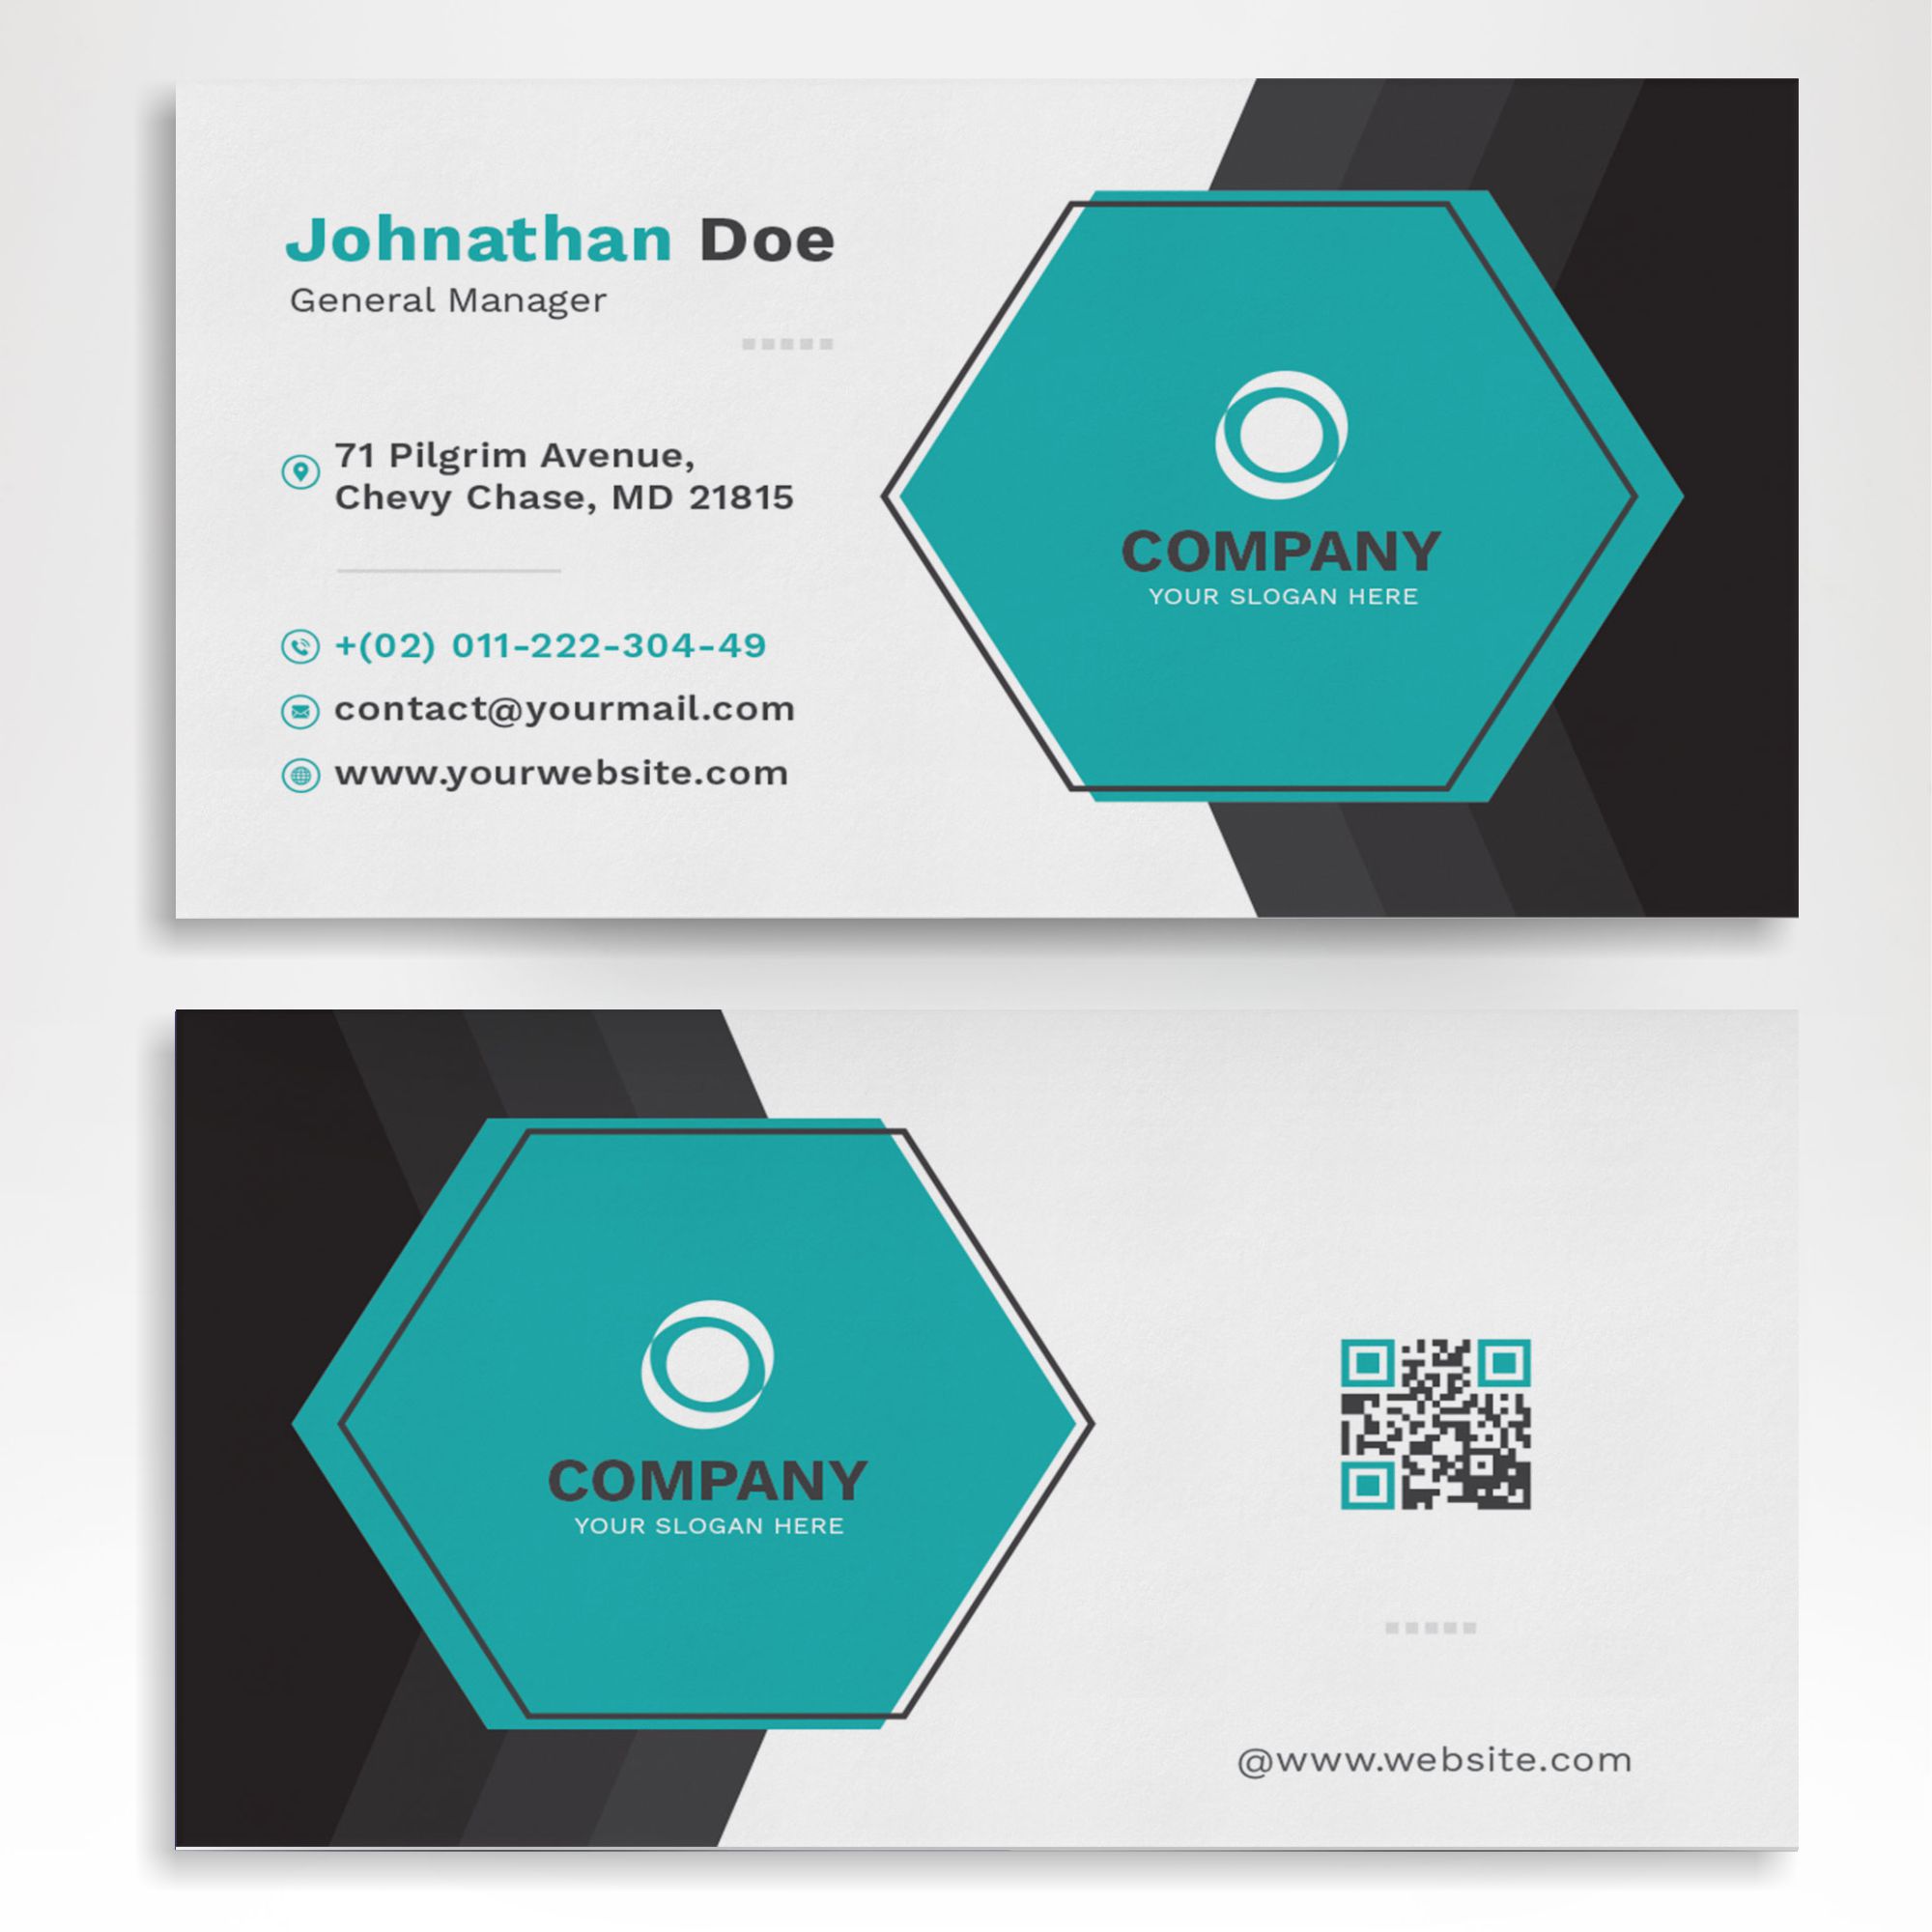 Johnathan Doe
General Manager
71 Pilgrim Avenue,
Chevy Chase, MD 21815
+(02) 011-222-304-49
contact@yourmail.com
www.yourwebsite.com
COMPANY
YOUR SLOGAN HERE
COMPANY
YOUR SLOGAN HERE
@www.website.com